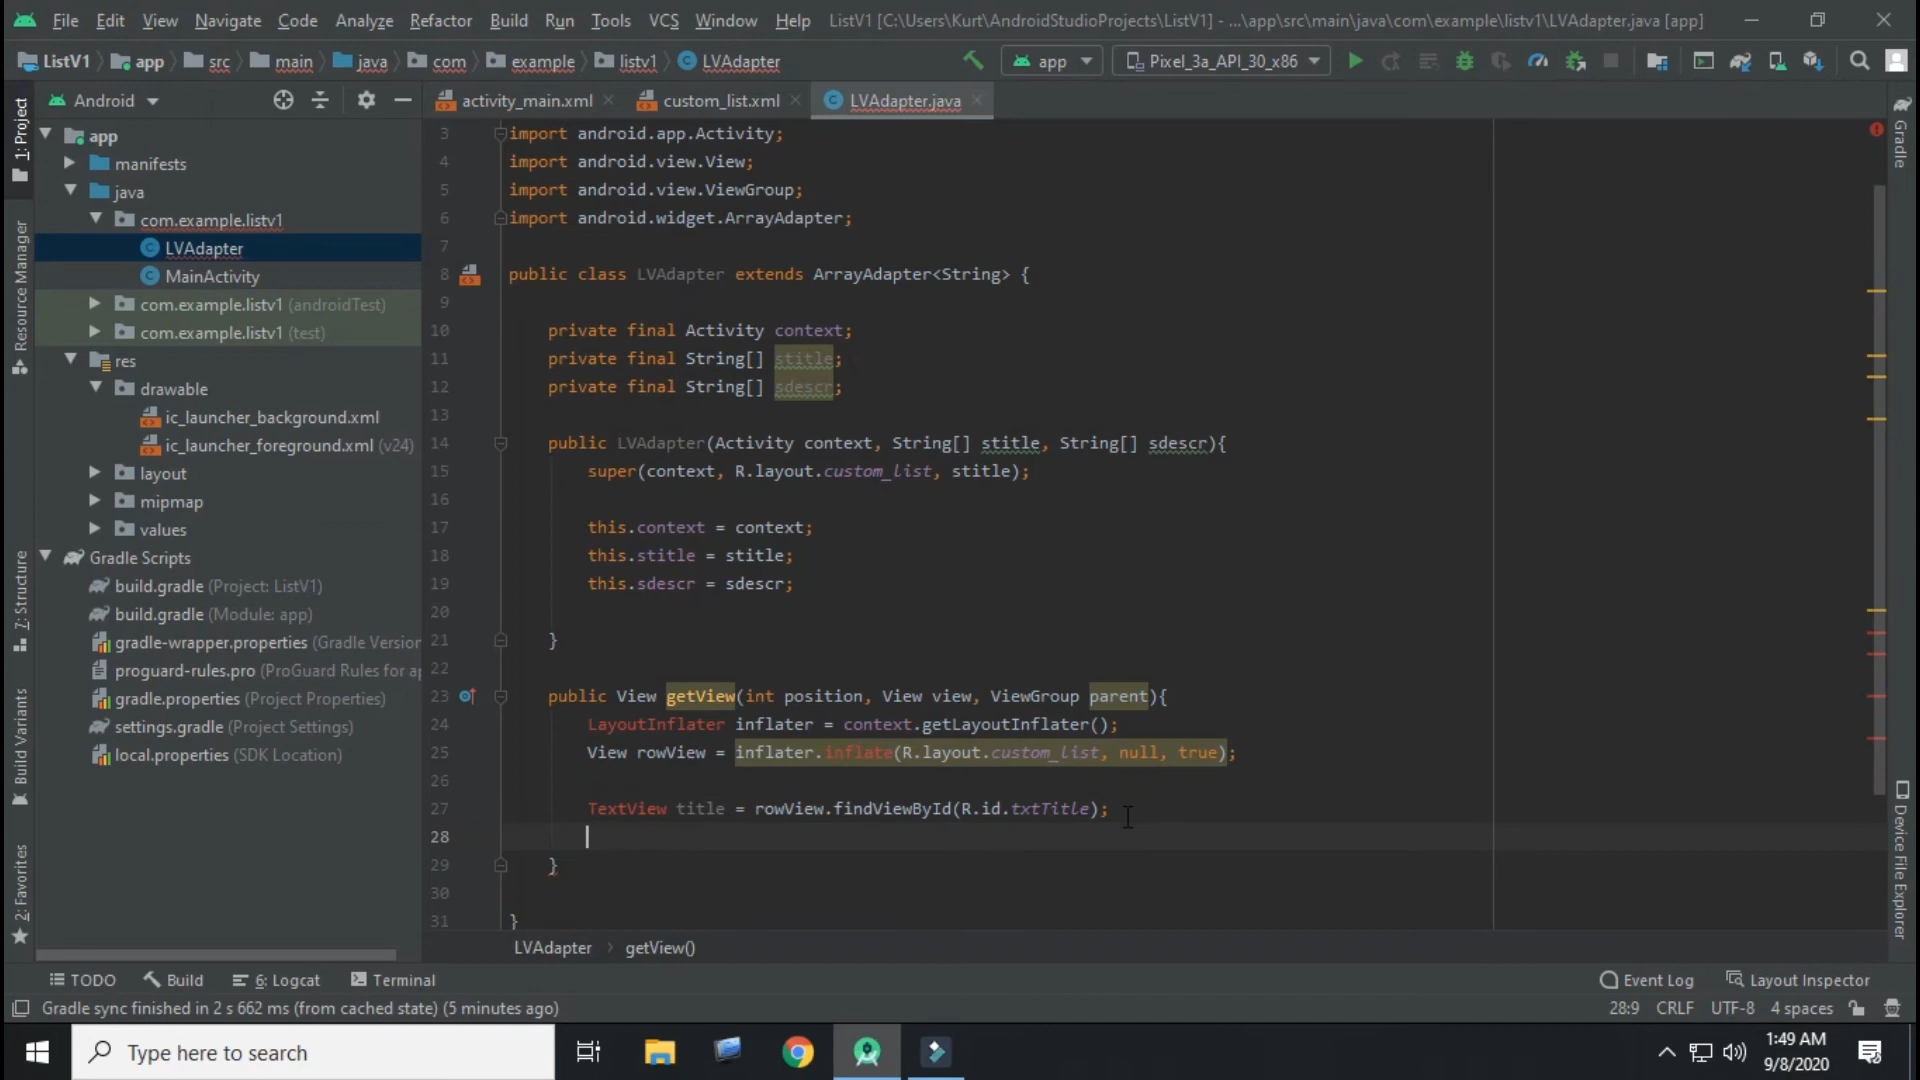 File Edit View Navigate Code Analyze Refactor Build Run Tools VCS Window Help ListV1 [C:\Users\Kurt\AndroidStudioProjects\ListV1] - ...\app\src\main\java\com\example\listv1\LVAdapter.java [app]
ListV1 app src main java com example listv1 LVAdapter app Pixel_3a_API_30_x86
Android activity_main.xml custom_list.xml LVAdapter.java
1: Project
Resource Manager
7: Structure
Build Variants
2: Favorites
app
manifests
java
com.example.listv1
LVAdapter
MainActivity
com.example.listv1 (androidTest)
com.example.listv1 (test)
res
drawable
ic_launcher_background.xml
ic_launcher_foreground.xml (v24)
layout
mipmap
values
Gradle Scripts
build.gradle (Project: ListV1)
build.gradle (Module: app)
gradle-wrapper.properties (Gradle Version
proguard-rules.pro (ProGuard Rules for ap
gradle.properties (Project Properties)
settings.gradle (Project Settings)
local.properties (SDK Location)
3 import android.app.Activity;
4 import android.view.View;
5 import android.view.ViewGroup;
6 import android.widget.ArrayAdapter;
7
8 public class LVAdapter extends ArrayAdapter<String> {
9
10 private final Activity context;
11 private final String[] stitle;
12 private final String[] sdescr;
13
14 public LVAdapter(Activity context, String[] stitle, String[] sdescr){
15 super(context, R.layout.custom_list, stitle);
16
17 this.context = context;
18 this.stitle = stitle;
19 this.sdescr = sdescr;
20
21 }
22
23 public View getView(int position, View view, ViewGroup parent){
24 LayoutInflater inflater = context.getLayoutInflater();
25 View rowView = inflater.inflate(R.layout.custom_list, null, true);
26
27 TextView title = rowView.findViewById(R.id.txtTitle);
28
29 }
30
31 }
LVAdapter getView()
Gradle
Device File Explorer
TODO Build 6: Logcat Terminal Event Log Layout Inspector
Gradle sync finished in 2 s 662 ms (from cached state) (5 minutes ago) 28:9 CRLF UTF-8 4 spaces
Type here to search
1:49 AM
9/8/2020